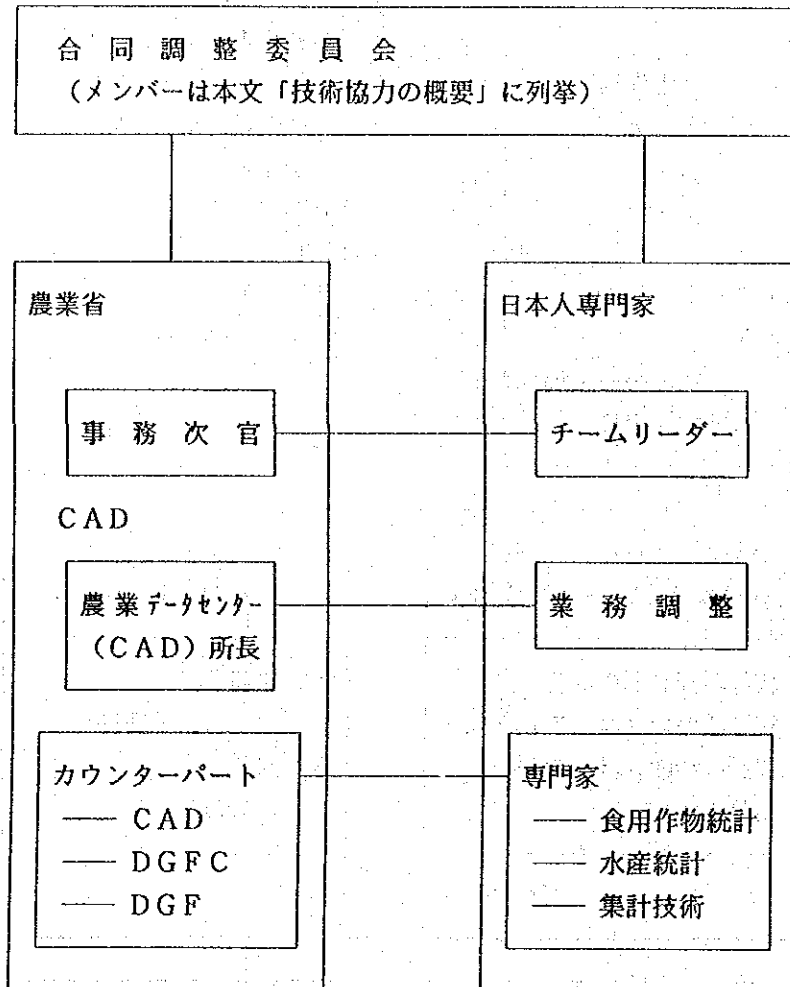 合同調整委員会
(メンバーは本文「技術協力の概要」に列挙)
農業省
事務次官
CAD
農業データセンター
(CAD)所長
カウンターパート
── CAD
── DGFC
── DGF
日本人専門家
チームリーダー
業務調整
専門家
── 食用作物統計
── 水産統計
── 集計技術